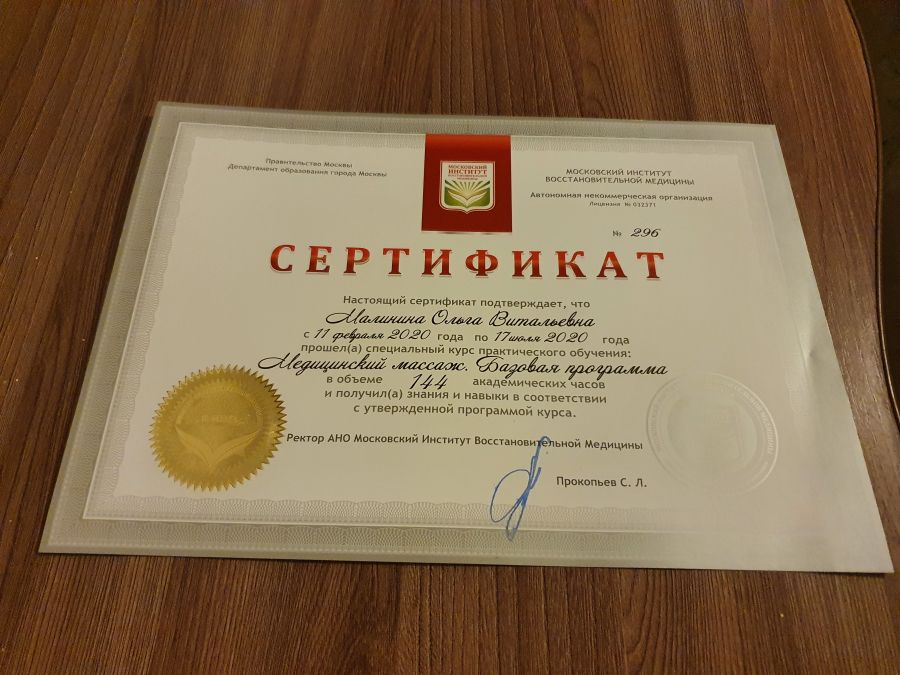 Правительство Москвы
Департамент образования города Москвы
МОСКОВСКИЙ
ИНСТИТУТ
ВОССТАНОВИТЕЛЬНОЙ
МЕДИЦИНЫ
МОСКОВСКИЙ ИНСТИТУТ
ВОССТАНОВИТЕЛЬНОЙ МЕДИЦИНЫ
Автономная некоммерческая организация
Лицензия № 032371
№ 296
СЕРТИФИКАТ
Настоящий сертификат подтверждает, что
Малинина Ольга Витальевна
с 11 февраля 2020 года по 17 июля 2020 года
прошел(а) специальный курс практического обучения:
Медицинский массаж. Базовая программа
в объеме 144 академических часов
и получил(а) знания и навыки в соответствии
с утвержденной программой курса.
Ректор АНО Московский Институт Восстановительной Медицины
Прокопьев С. Л.